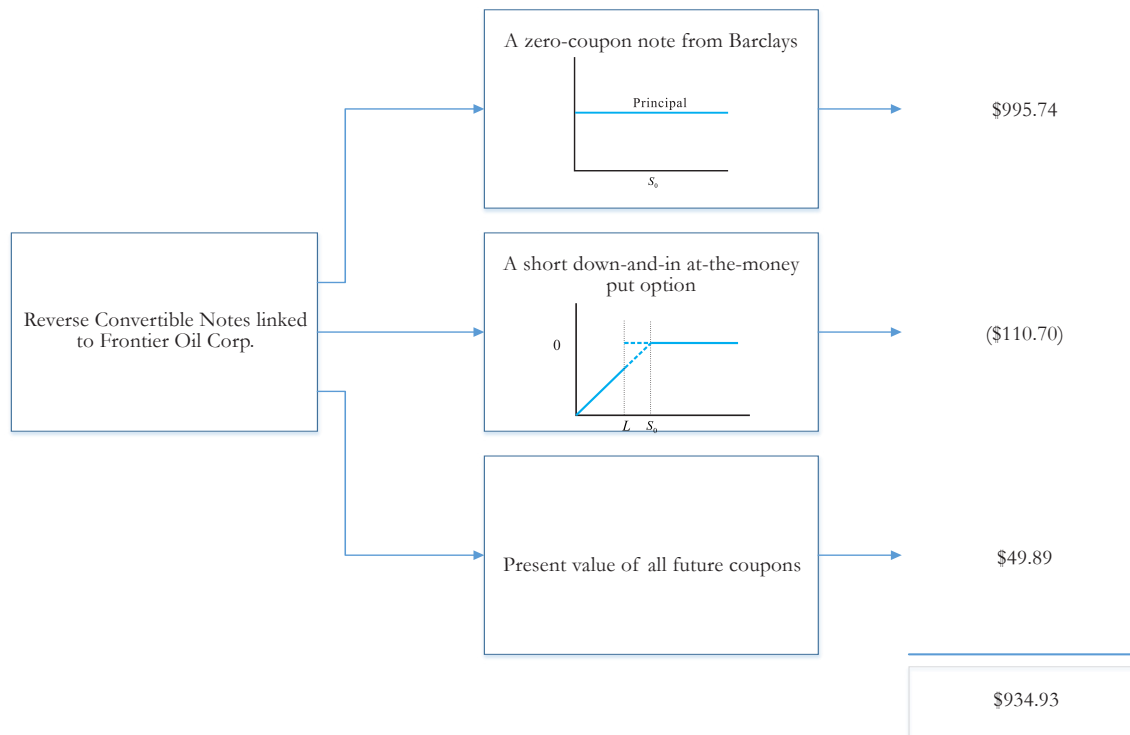 A zero-coupon note from Barclays
Principal
S₀
$995.74
Reverse Convertible Notes linked
to Frontier Oil Corp.
A short down-and-in at-the-money
put option
0
L S₀
($110.70)
Present value of all future coupons
$49.89
$934.93